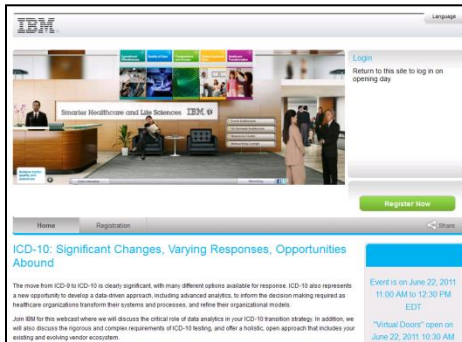 IBM
Language
Login
Return to this site to log in on
opening day.
Smarter Healthcare and Life Sciences IBM
Register Now
Home
Registration
Share
ICD-10: Significant Changes, Varying Responses, Opportunities
Abound
The move from ICD-9 to ICD-10 is clearly significant, with many different options available for response. ICD-10 also represents
a new opportunity to develop a data-driven approach, including advanced analytics, to inform the decision making required as
healthcare organizations transform their systems and processes, and refine their organizational models.
Join IBM for this webcast where we will discuss the critical role of data analytics in your ICD-10 transition strategy. In addition, we
will also discuss the rigorous and complex requirements of ICD-10 testing, and offer a holistic, open approach that includes your
existing and evolving vendor ecosystem.
Event is on June 22, 2011
11:00 AM to 12:30 PM
EDT
"Virtual Doors" open on
June 22, 2011 10:30 AM